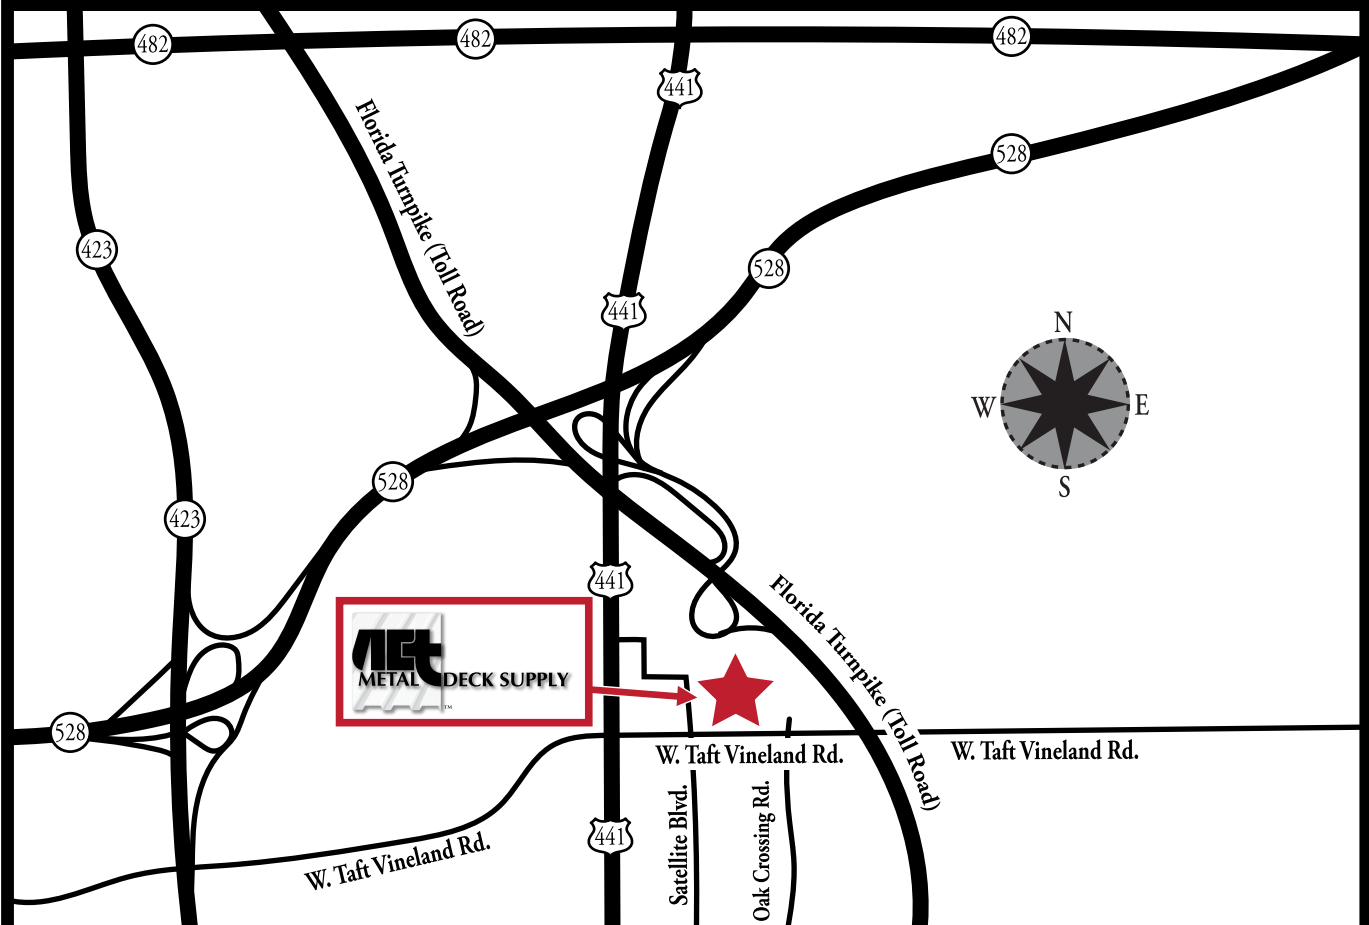 482
482
482
441
Florida Turnpike (Toll Road)
528
423
528
441
N
W
E
S
528
423
441
Florida Turnpike (Toll Road)
ACT
METAL DECK SUPPLY
™
528
W. Taft Vineland Rd.
W. Taft Vineland Rd.
441
Satellite Blvd.
Oak Crossing Rd.
W. Taft Vineland Rd.